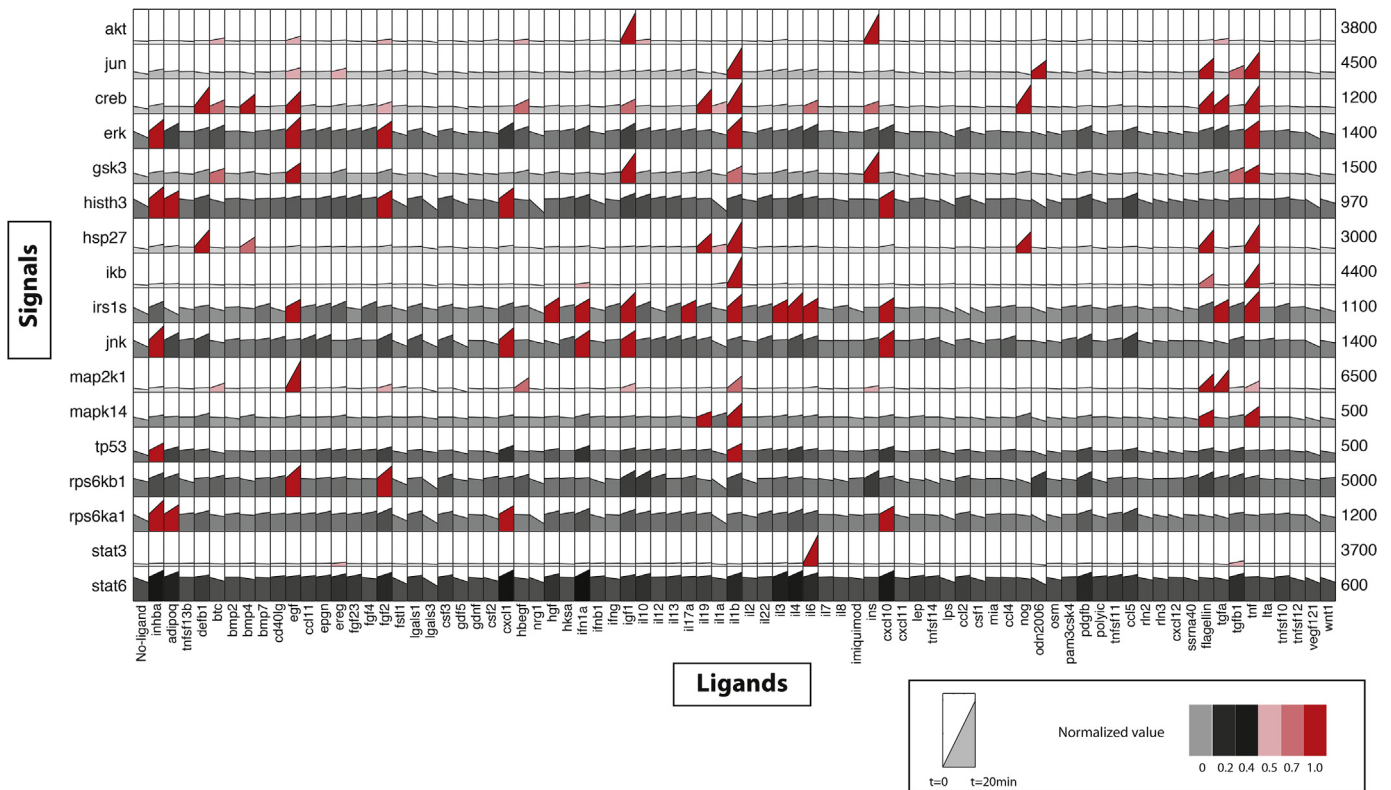 akt 3800
jun 4500
creb 1200
erk 1400
gsk3 1500
histh3 970
hsp27 3000
ikb 4400
irs1s 1100
jnk 1400
map2k1 6500
mapk14 500
tp53 500
rps6kb1 5000
rps6ka1 1200
stat3 3700
stat6 600
Signals
No-ligand
inhba
adipoq
tnfsf13b
defb1
btc
bmp2
bmp4
bmp7
cd40lg
egf
ccl11
epgn
ereg
fgf23
fgf4
fgf2
fstl1
lgals1
lgals3
csf3
gdf5
gdnf
csf2
cxcl1
hbegf
nrg1
hgf
hksa
ifn1a
ifnb1
ifng
igf1
il10
il12
il13
il17a
il19
il1a
il1b
il2
il22
il3
il4
il6
il7
il8
imiquimod
ins
cxcl10
cxcl11
lep
tnfsf14
lps
ccl2
cst1
mia
ccl4
nog
odn2006
osm
pam3csk4
pdgfb
polyic
tnfsf11
ccl5
rln2
rln3
cxcl12
ssrna40
flagellin
tgfa
tgfb1
tnf
lta
tnfsf10
tnfsf12
vegf121
wnt1
Ligands
t=0 t=20min
Normalized value
0 0.2 0.4 0.5 0.7 1.0